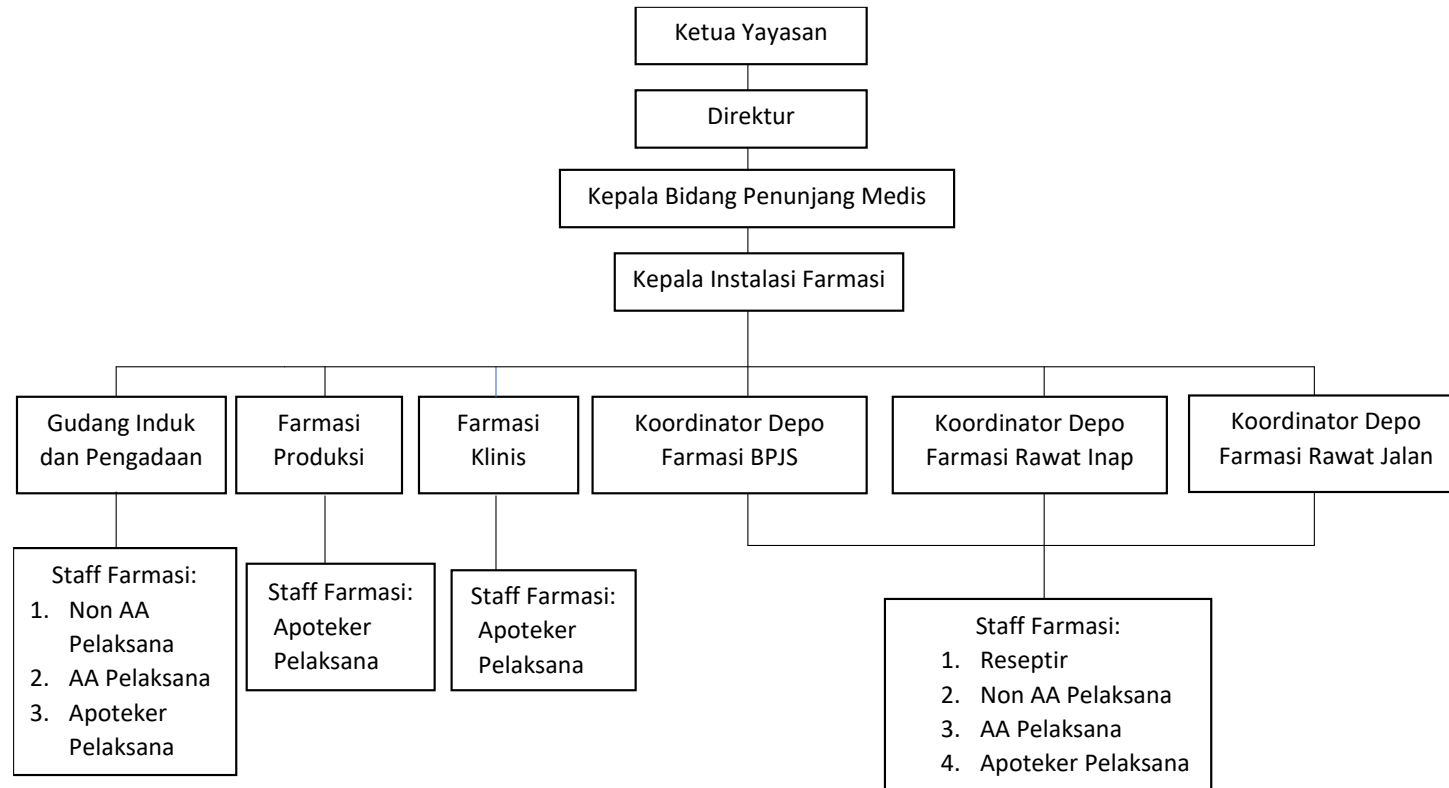 Ketua Yayasan
Direktur
Kepala Bidang Penunjang Medis
Kepala Instalasi Farmasi
Gudang Induk
dan Pengadaan
Farmasi
Produksi
Farmasi
Klinis
Koordinator Depo
Farmasi BPJS
Koordinator Depo
Farmasi Rawat Inap
Koordinator Depo
Farmasi Rawat Jalan
Staff Farmasi:
1. Non AA
Pelaksana
2. AA Pelaksana
3. Apoteker
Pelaksana
Staff Farmasi:
Apoteker
Pelaksana
Staff Farmasi:
Apoteker
Pelaksana
Staff Farmasi:
1. Reseptir
2. Non AA Pelaksana
3. AA Pelaksana
4. Apoteker Pelaksana